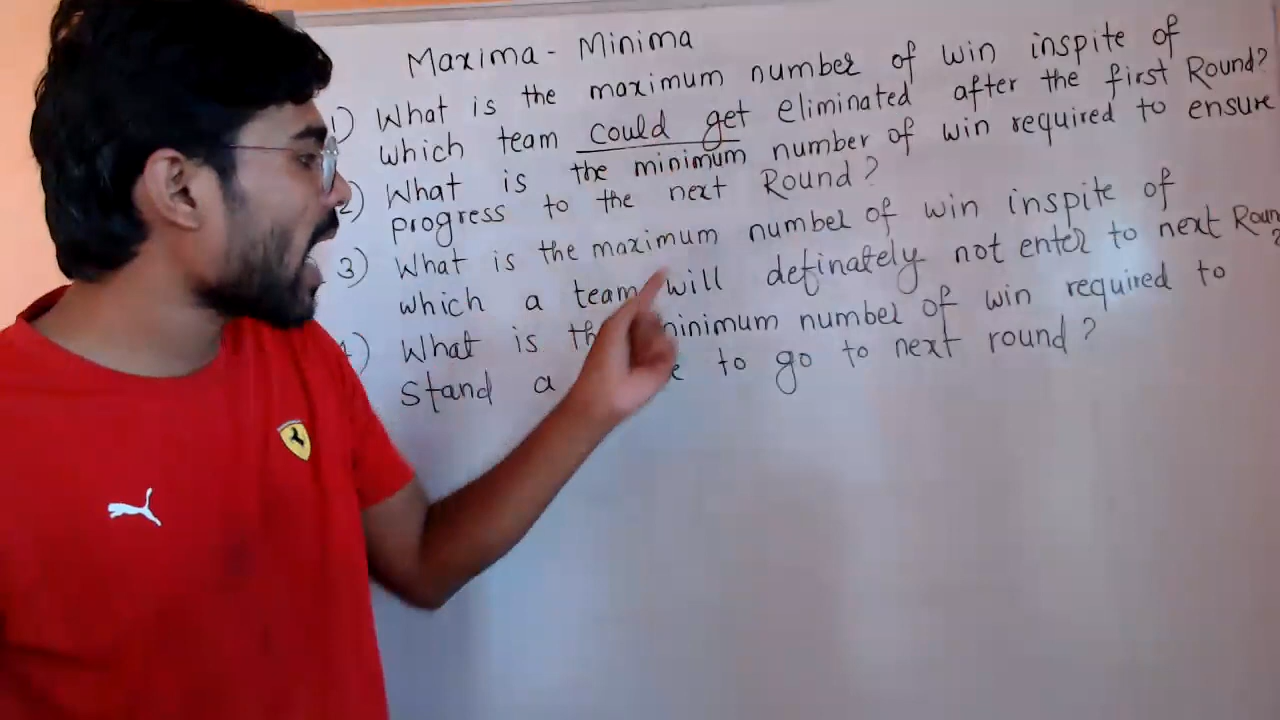 Maxima - Minima
1) What is the maximum number of win inspite of
which team could get eliminated after the first Round?
2) What is the minimum number of win required to ensure
progress to the next Round?
3) What is the maximum number of win inspite of
which a team will definately not enter to next Roun
?
What is minimum number of win required to
Stand a to go to next round?